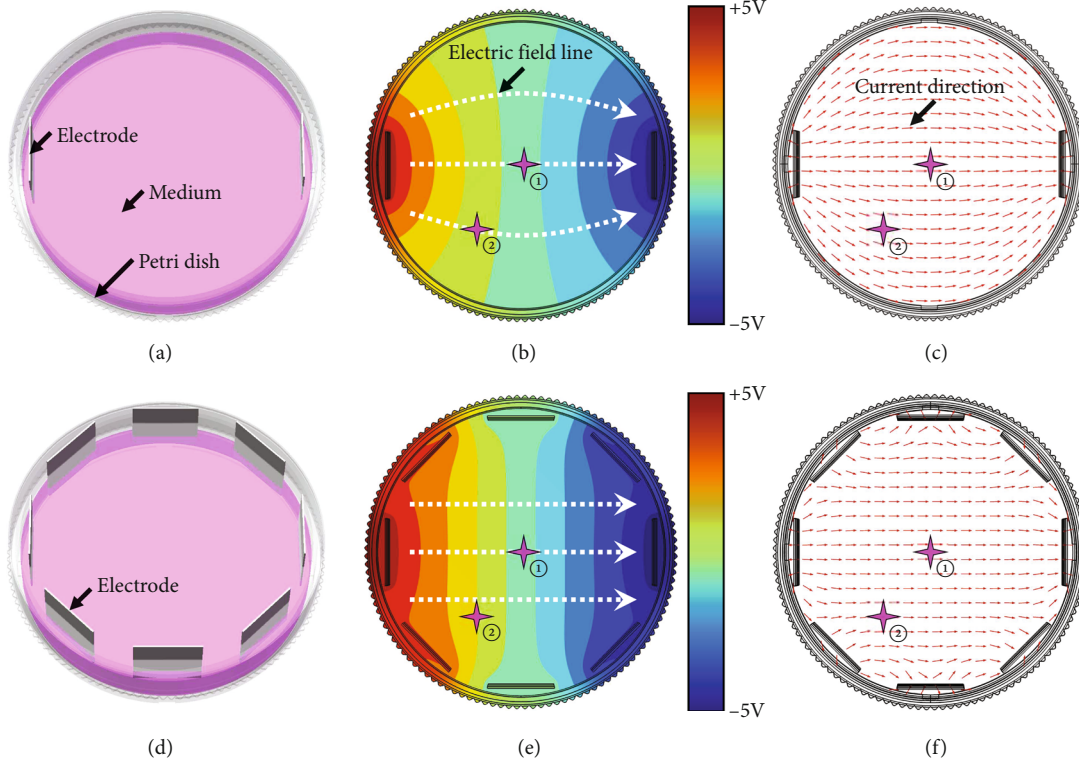 Electrode
Medium
Petri dish
(a)
Electric field line
①
②
+5V
−5V
(b)
Current direction
①
②
(c)
Electrode
(d)
①
②
+5V
−5V
(e)
①
②
(f)